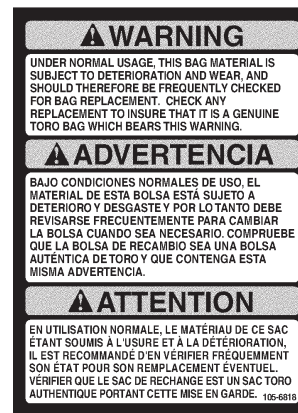 WARNING
UNDER NORMAL USAGE, THIS BAG MATERIAL IS
SUBJECT TO DETERIORATION AND WEAR, AND
SHOULD THEREFORE BE FREQUENTLY CHECKED
FOR BAG REPLACEMENT. CHECK ANY
REPLACEMENT TO INSURE THAT IT IS A GENUINE
TORO BAG WHICH BEARS THIS WARNING.
ADVERTENCIA
BAJO CONDICIONES NORMALES DE USO, EL
MATERIAL DE ESTA BOLSA ESTÁ SUJETO A
DETERIORO Y DESGASTE Y POR LO TANTO DEBE
REVISARSE FRECUENTEMENTE PARA CAMBIAR
LA BOLSA CUANDO SEA NECESARIO. COMPRUEBE
QUE LA BOLSA DE RECAMBIO SEA UNA BOLSA
AUTÉNTICA DE TORO Y QUE CONTENGA ESTA
MISMA ADVERTENCIA.
ATTENTION
EN UTILISATION NORMALE, LE MATÉRIAU DE CE SAC
ÉTANT SOUMIS À L'USURE ET À LA DÉTÉRIORATION,
IL EST RECOMMANDÉ D'EN VÉRIFIER FRÉQUEMMENT
SON ÉTAT POUR SON REMPLACEMENT ÉVENTUEL.
VÉRIFIER QUE LE SAC DE RECHANGE EST UN SAC TORO
AUTHENTIQUE PORTANT CETTE MISE EN GARDE. 105-6818